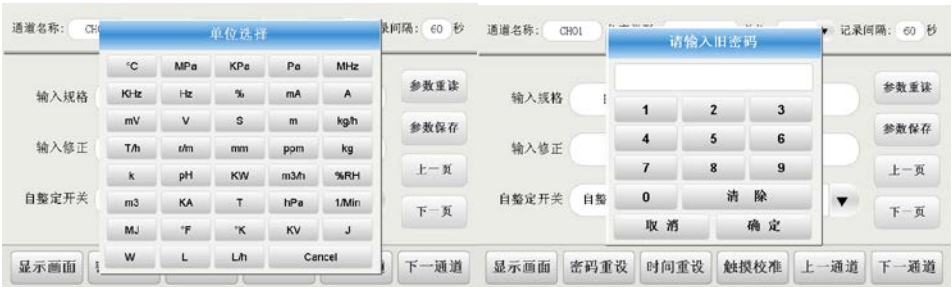 通道名称: CH
单位选择
录间隔: 60 秒
℃ MPa KPa Pa MHz
KHz Hz % mA A
mV V S m kg/h
T/h r/m mm ppm kg
k pH KW m3/h %RH
m3 KA T hPa 1/Min
MJ ℉ °K KV J
W L L/h Cancel
输入规格
输入修正
自整定开关
参数重读
参数保存
上一页
下一页
显示画面
下一通道
通道名称: CH01
记录间隔: 60 秒
请输入旧密码
1 2 3
4 5 6
7 8 9
0 清 除
取 消 确 定
输入规格
输入修正
自整定开关 自整
参数重读
参数保存
上一页
下一页
显示画面 密码重设 时间重设 触摸校准 上一通道 下一通道